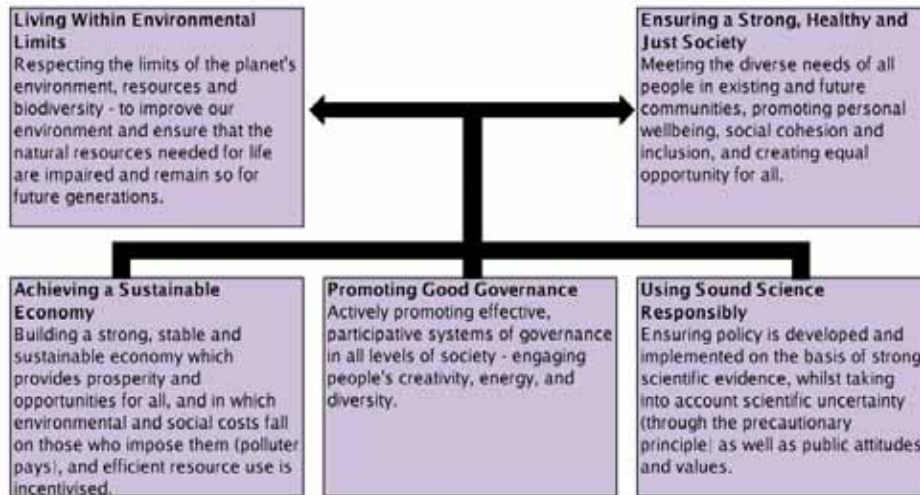 Living Within Environmental
Limits
Respecting the limits of the planet's
environment, resources and
biodiversity - to improve our
environment and ensure that the
natural resources needed for life
are impaired and remain so for
future generations.
Ensuring a Strong, Healthy and
Just Society
Meeting the diverse needs of all
people in existing and future
communities, promoting personal
wellbeing, social cohesion and
inclusion, and creating equal
opportunity for all.
Achieving a Sustainable
Economy
Building a strong, stable and
sustainable economy which
provides prosperity and
opportunities for all, and in which
environmental and social costs fall
on those who impose them (polluter
pays), and efficient resource use is
incentivised.
Promoting Good Governance
Actively promoting effective,
participative systems of governance
in all levels of society - engaging
people's creativity, energy, and
diversity.
Using Sound Science
Responsibly
Ensuring policy is developed and
implemented on the basis of strong
scientific evidence, whilst taking
into account scientific uncertainty
(through the precautionary
principle) as well as public attitudes
and values.